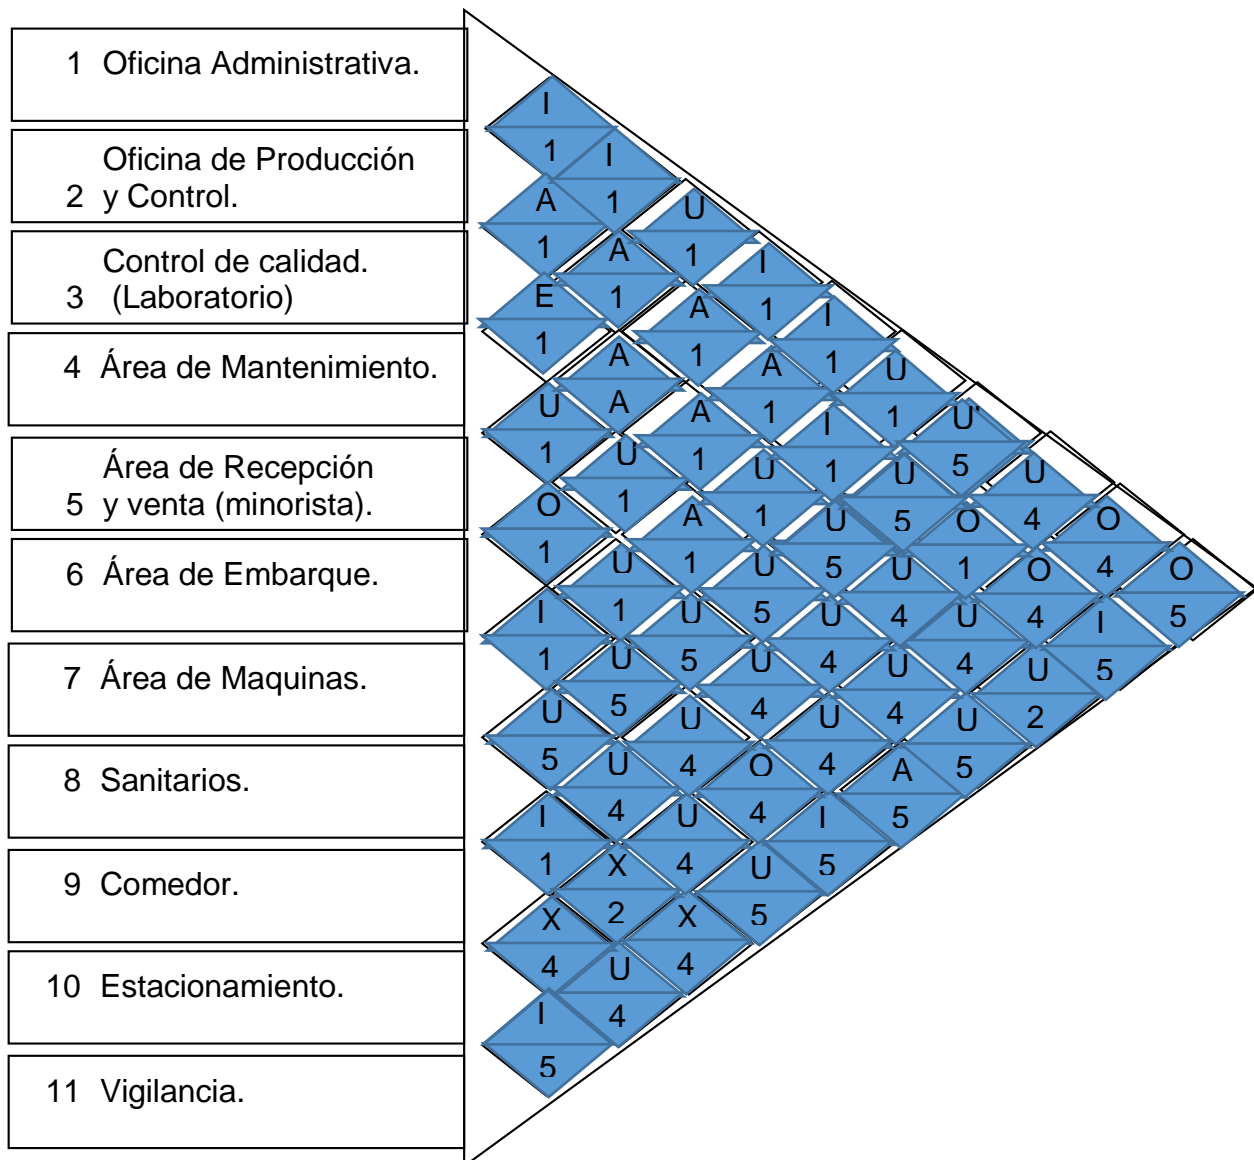 1 Oficina Administrativa.
Oficina de Producción
2 y Control.
Control de calidad.
3 (Laboratorio)
4 Área de Mantenimiento.
Área de Recepción
5 y venta (minorista).
6 Área de Embarque.
7 Área de Maquinas.
8 Sanitarios.
9 Comedor.
10 Estacionamiento.
11 Vigilancia.
I
1
A
1
E
1
U
1
O
1
I
1
U
5
I
1
X
4
I
5
I
1
A
1
A
A
U
1
U
1
U
5
U
4
X
2
U
4
U
1
A
1
A
1
A
1
U
5
U
4
U
4
X
4
I
1
A
1
U
1
U
5
U
4
O
4
U
5
I
1
I
1
U
5
U
4
U
4
I
5
U
1
U
5
U
4
U
4
A
5
U'
5
O
1
U
4
U
5
U
4
O
4
U
2
O
4
I
5
O
5